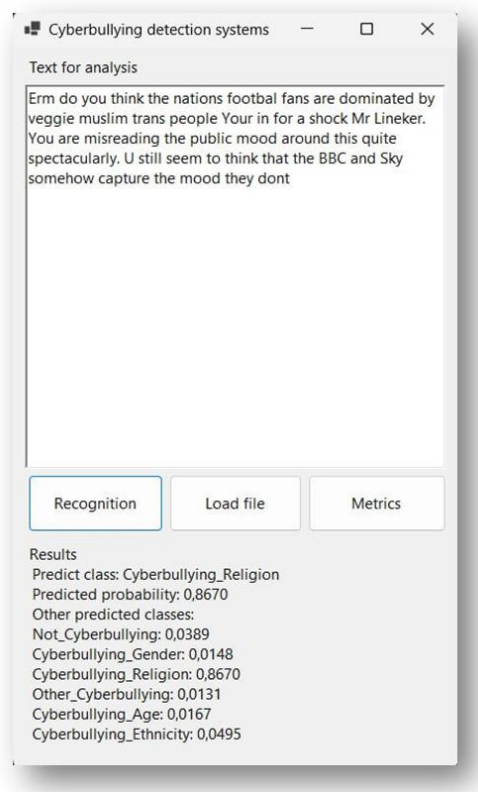 Cyberbullying detection systems
Text for analysis
Erm do you think the nations footbal fans are dominated by
veggie muslim trans people Your in for a shock Mr Lineker.
You are misreading the public mood around this quite
spectacularly. U still seem to think that the BBC and Sky
somehow capture the mood they dont
Recognition Load file Metrics
Results
Predict class: Cyberbullying_Religion
Predicted probability: 0,8670
Other predicted classes:
Not_Cyberbullying: 0,0389
Cyberbullying_Gender: 0,0148
Cyberbullying_Religion: 0,8670
Other_Cyberbullying: 0,0131
Cyberbullying_Age: 0,0167
Cyberbullying_Ethnicity: 0,0495